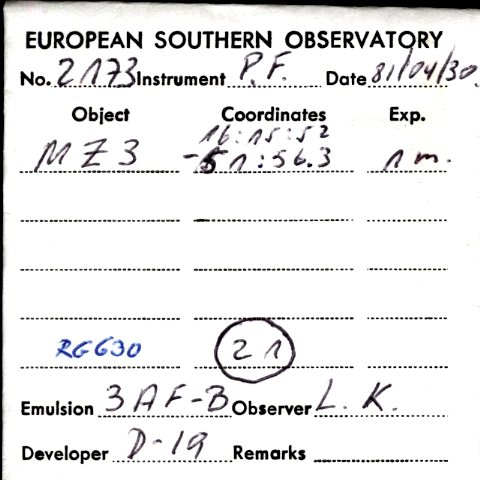 EUROPEAN SOUTHERN OBSERVATORY
No. 2173 Instrument P.F. Date 81/04/30.
Object Coordinates Exp.
16:15:52
MZ3 -51:56.3 1 m.
RG630 21
Emulsion 3AF-B Observer L. K.
Developer D-19 Remarks